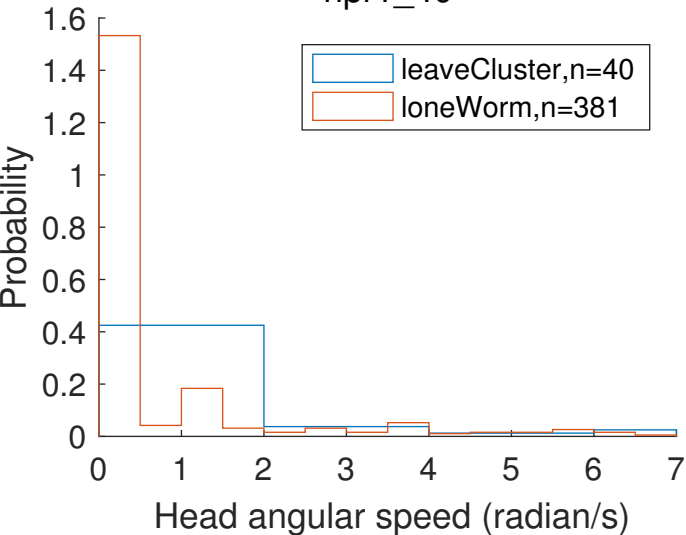 1.6
1.4
1.2
1
0.8
0.6
0.4
0.2
0
0 1 2 3 4 5 6 7
Probability
Head angular speed (radian/s)
leaveCluster,n=40
loneWorm,n=381